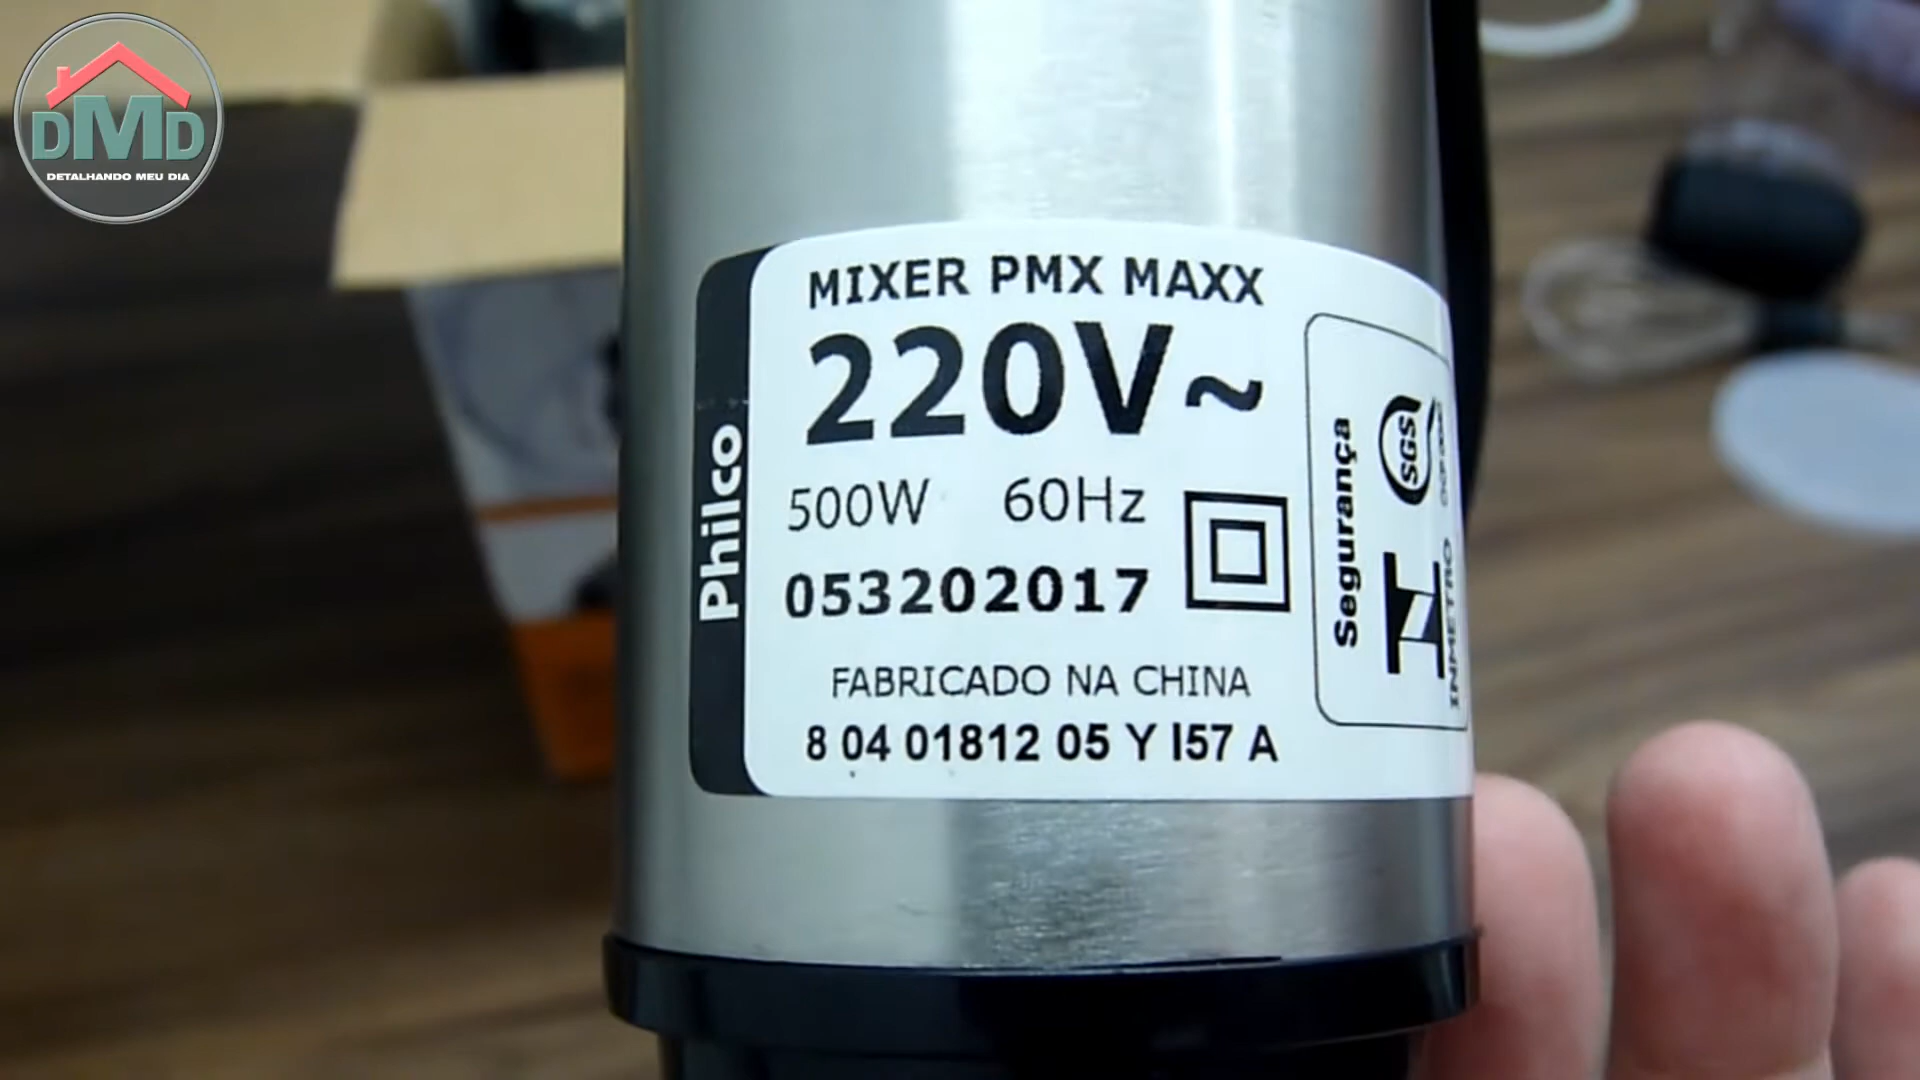 DMD
DETALHANDO MEU DIA
Philco
MIXER PMX MAXX
220V~
500W 60Hz
053202017
FABRICADO NA CHINA
8 04 01812 05 Y I57 A
Segurança
SGS
INMETRO